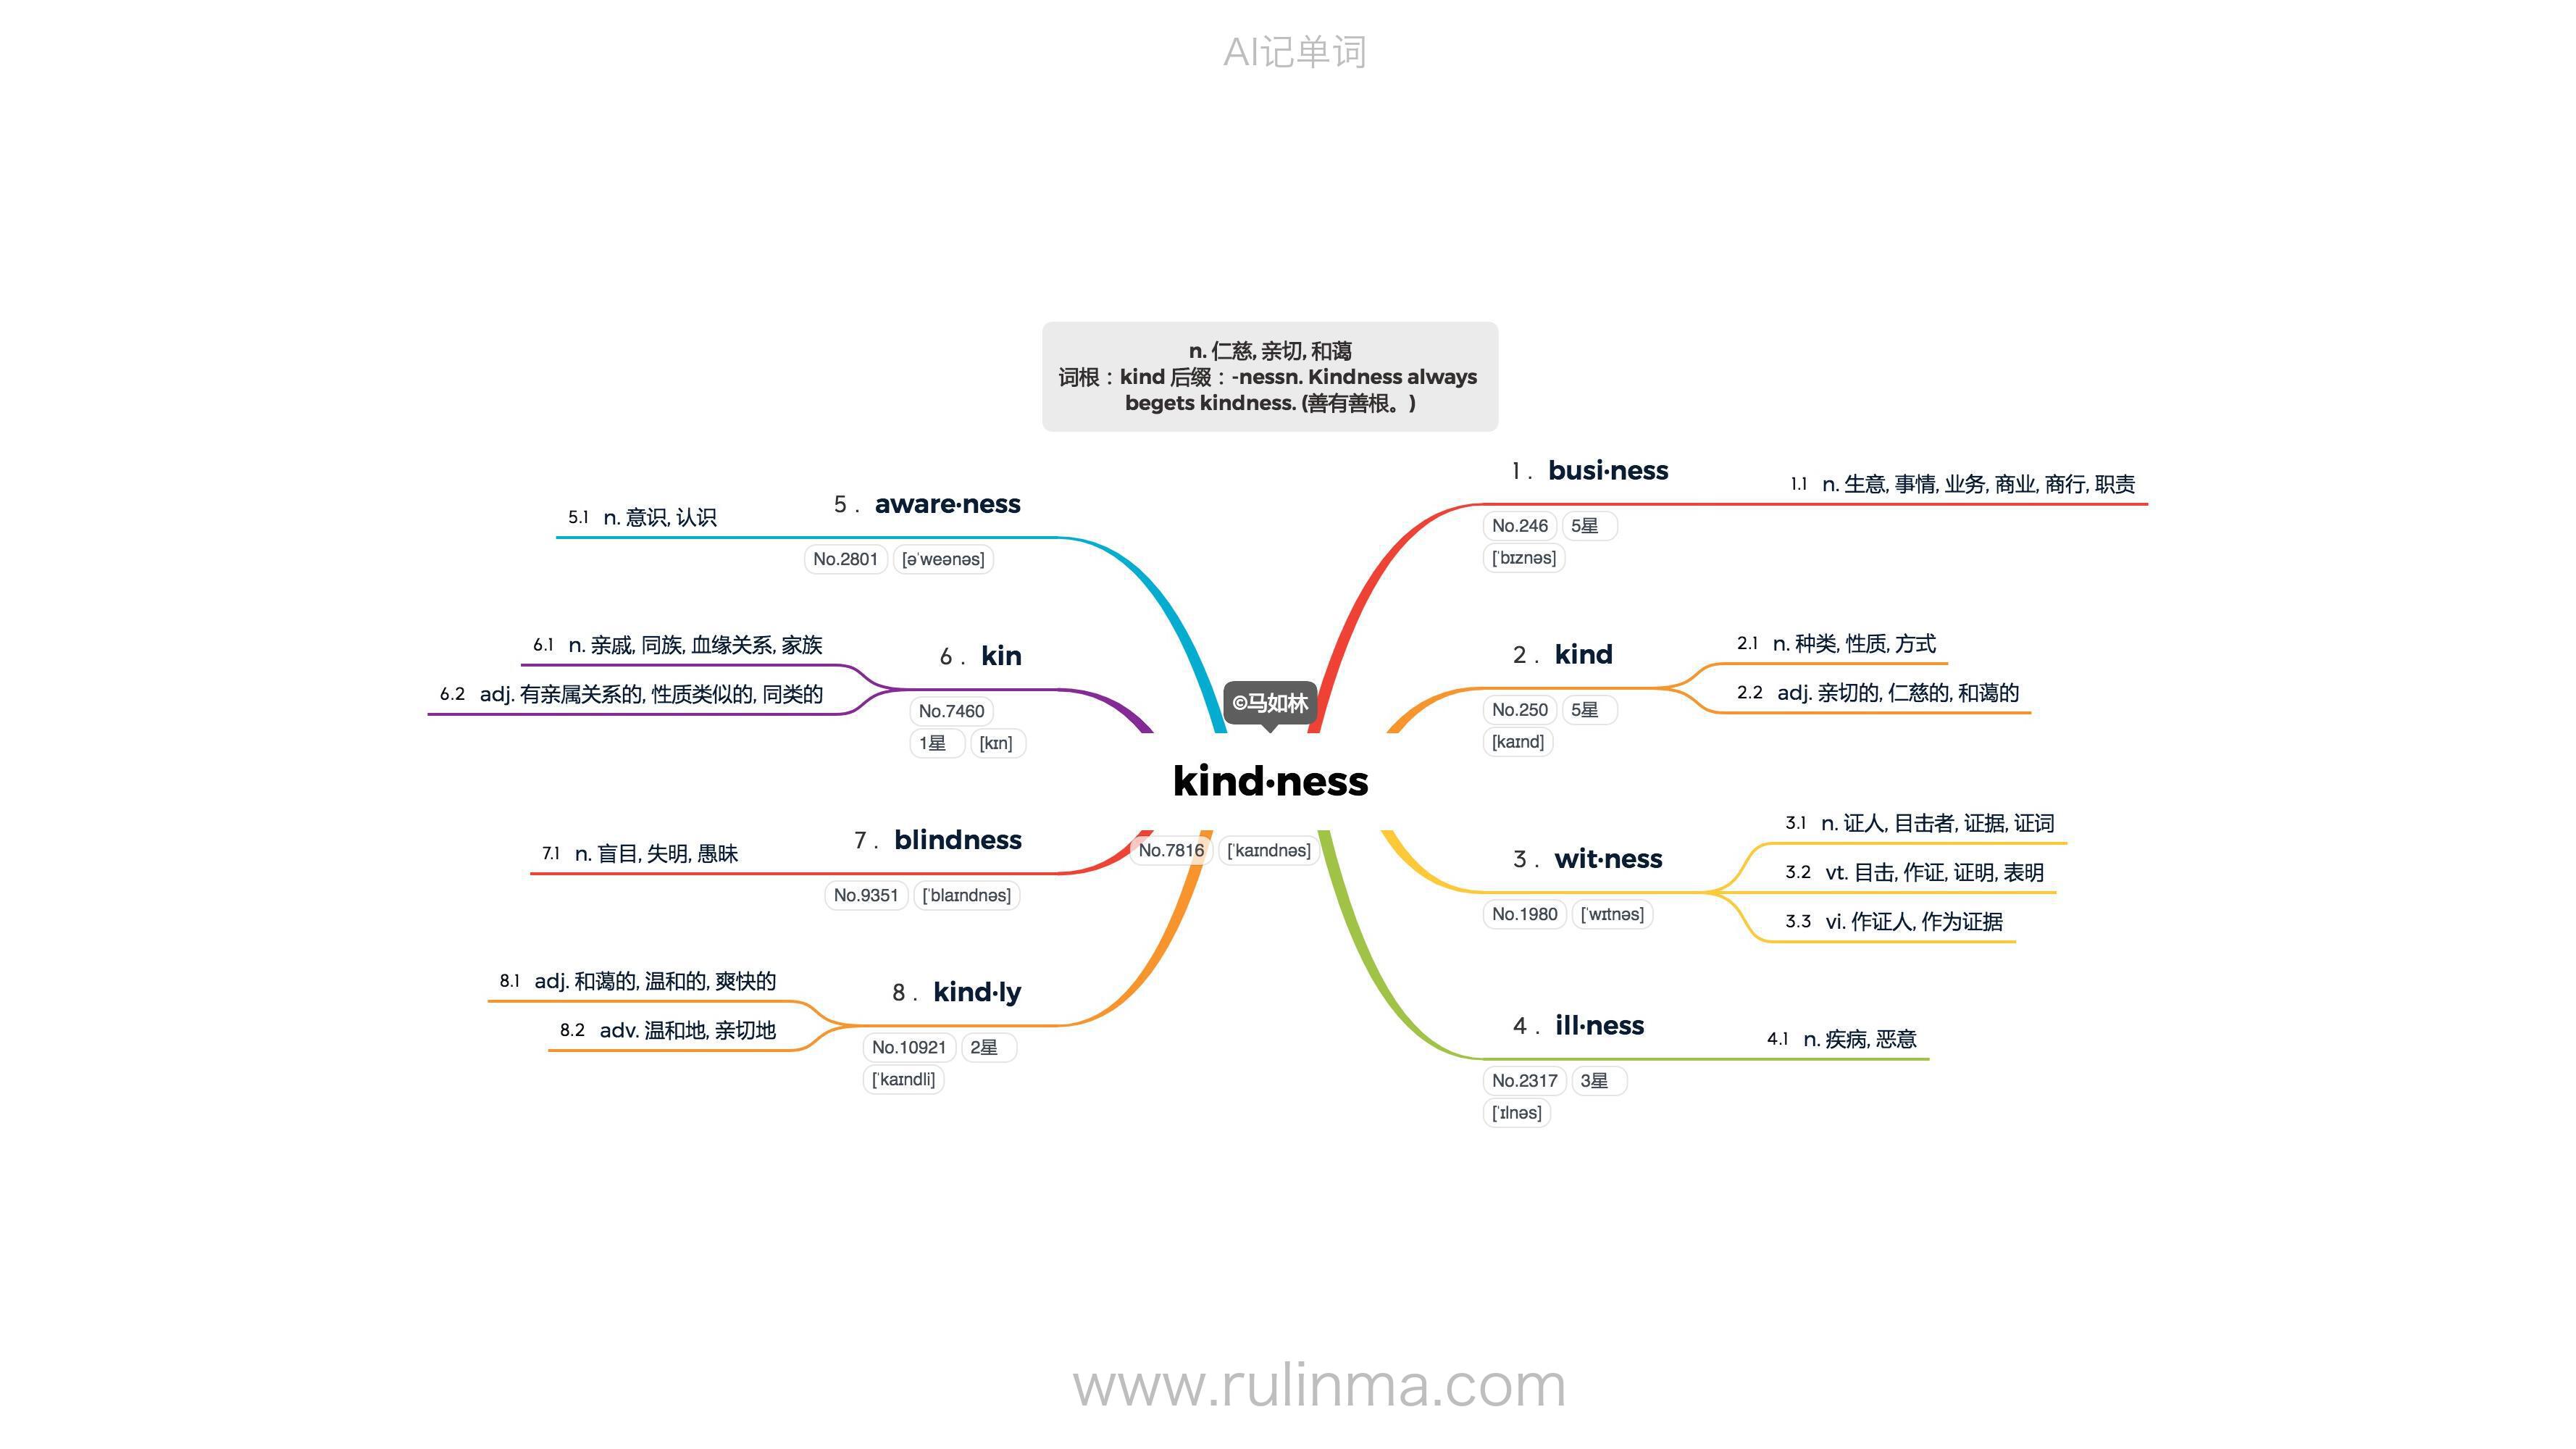 AI记单词
n. 仁慈, 亲切, 和蔼
词根：kind 后缀：-nessn. Kindness always
begets kindness. (善有善根。)
©马如林
kind·ness
No.7816 [ˈkaɪndnəs]
1 . busi·ness
No.246 5星
[ˈbɪznəs]
1.1 n. 生意, 事情, 业务, 商业, 商行, 职责
2 . kind
No.250 5星
[kaɪnd]
2.1 n. 种类, 性质, 方式
2.2 adj. 亲切的, 仁慈的, 和蔼的
3 . wit·ness
No.1980 [ˈwɪtnəs]
3.1 n. 证人, 目击者, 证据, 证词
3.2 vt. 目击, 作证, 证明, 表明
3.3 vi. 作证人, 作为证据
4 . ill·ness
No.2317 3星
[ˈɪlnəs]
4.1 n. 疾病, 恶意
5 . aware·ness
No.2801 [əˈweənəs]
5.1 n. 意识, 认识
6 . kin
No.7460
1星 [kɪn]
6.1 n. 亲戚, 同族, 血缘关系, 家族
6.2 adj. 有亲属关系的, 性质类似的, 同类的
7 . blindness
No.9351 [ˈblaɪndnəs]
7.1 n. 盲目, 失明, 愚昧
8 . kind·ly
No.10921 2星
[ˈkaɪndli]
8.1 adj. 和蔼的, 温和的, 爽快的
8.2 adv. 温和地, 亲切地
www.rulinma.com